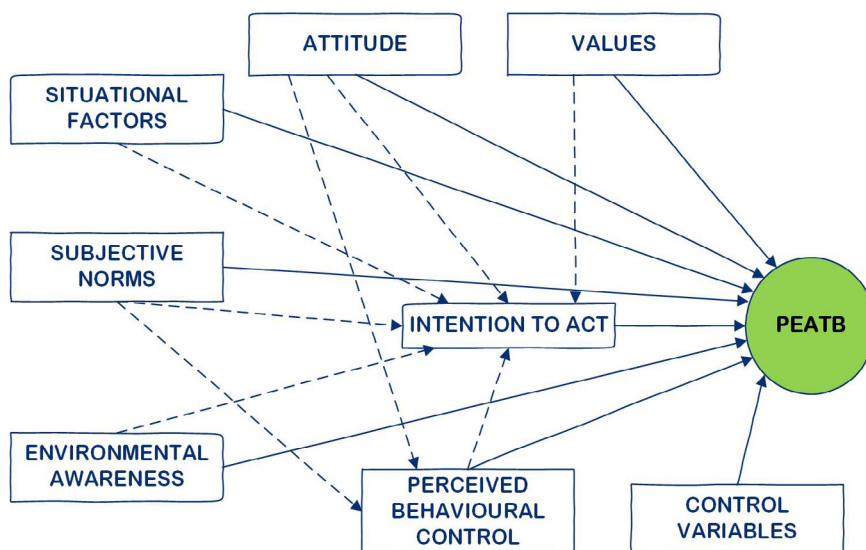 ATTITUDE
VALUES
SITUATIONAL
FACTORS
SUBJECTIVE
NORMS
INTENTION TO ACT
PEATB
ENVIRONMENTAL
AWARENESS
PERCEIVED
BEHAVIOURAL
CONTROL
CONTROL
VARIABLES